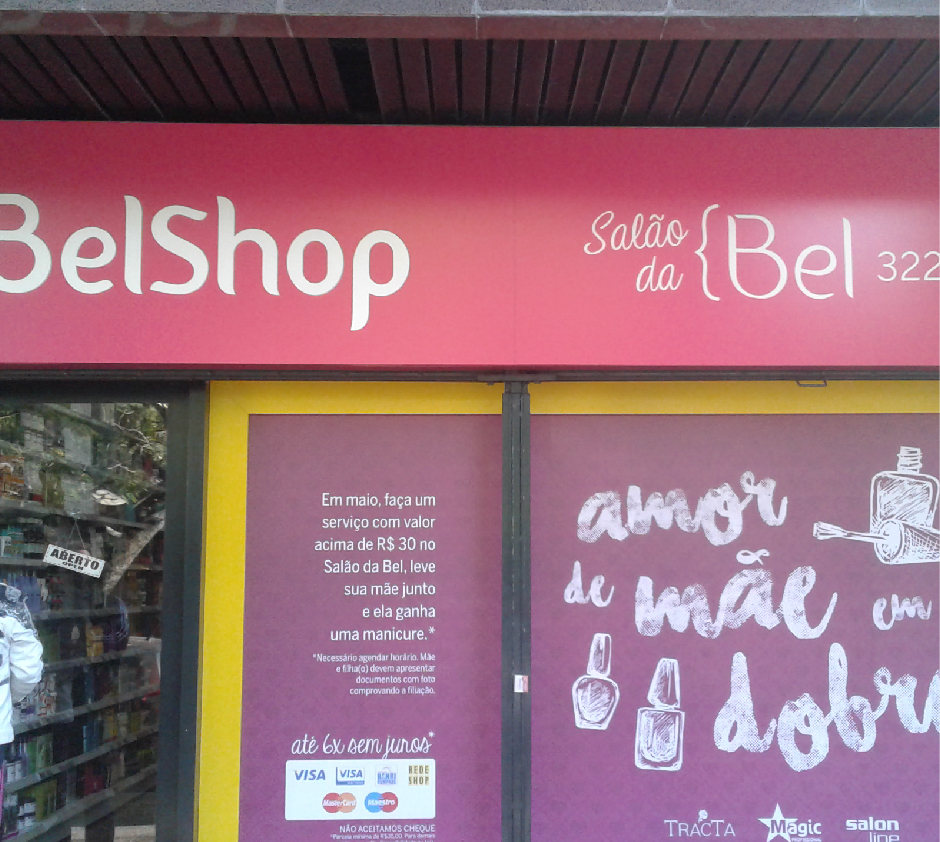 BelShop
Salão
da
{Bel 322
ABERTO
OPEN
Em maio, faça um
serviço com valor
acima de R$ 30 no
Salão da Bel, leve
sua mãe junto
e ela ganha
uma manicure.*
*Necessário agendar horário. Mãe
e filha(o) devem apresentar
documentos com foto
comprovando a filiação.
até 6x sem juros*
VISA VISA REDE
SHOP
MasterCard Maestro
NÃO ACEITAMOS CHEQUE
amor
de mãe em
dobro
TRACTA Magic salon
line